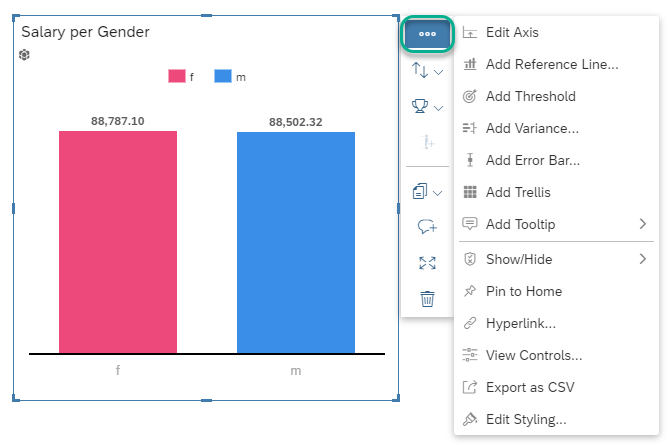 Salary per Gender
f m
88,787.10 88,502.32
f m
Edit Axis
Add Reference Line...
Add Threshold
Add Variance...
Add Error Bar...
Add Trellis
Add Tooltip
Show/Hide
Pin to Home
Hyperlink...
View Controls...
Export as CSV
Edit Styling...